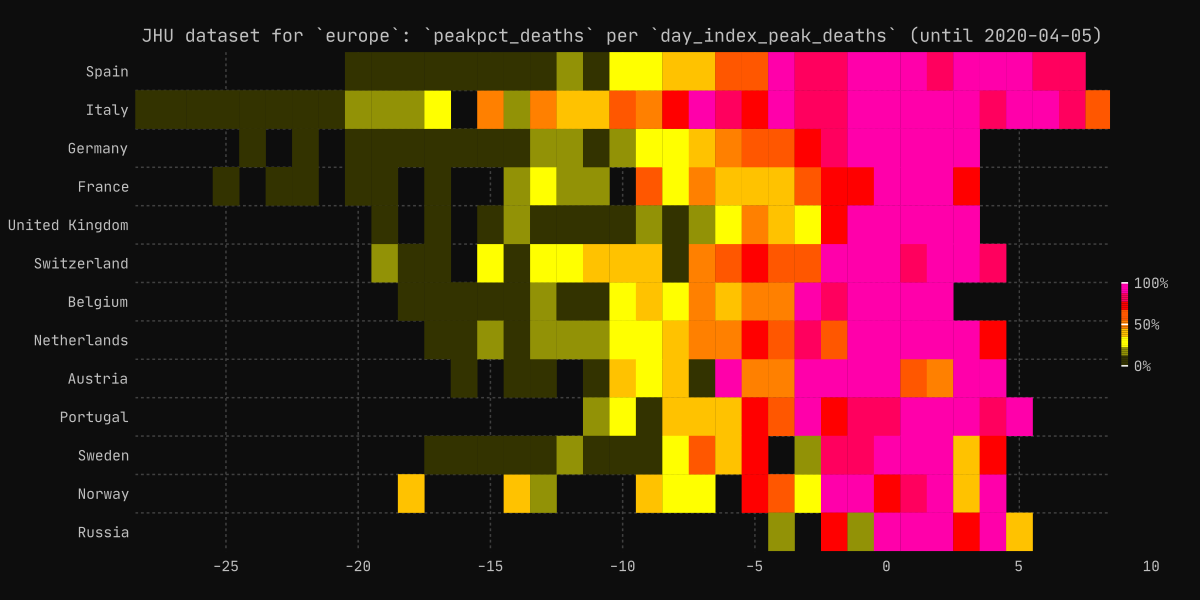 JHU dataset for `europe`: `peakpct_deaths` per `day_index_peak_deaths` (until 2020-04-05)
Spain
Italy
Germany
France
United Kingdom
Switzerland
Belgium
Netherlands
Austria
Portugal
Sweden
Norway
Russia
100%
50%
0%
−25 −20 −15 −10 −5 0 5 10